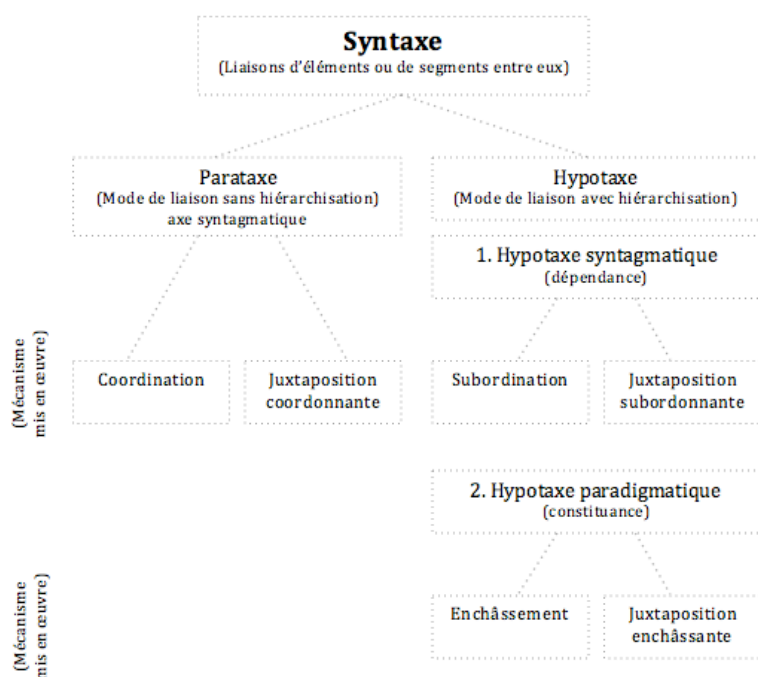 Syntaxe
(Liaisons d'éléments ou de segments entre eux)
Parataxe
(Mode de liaison sans hiérarchisation)
axe syntagmatique
Hypotaxe
(Mode de liaison avec hiérarchisation)
1. Hypotaxe syntagmatique
(dépendance)
(Mécanisme
mis en œuvre)
Coordination
Juxtaposition
coordonnante
Subordination
Juxtaposition
subordonnante
2. Hypotaxe paradigmatique
(constituance)
(Mécanisme
mis en œuvre)
Enchâssement
Juxtaposition
enchâssante